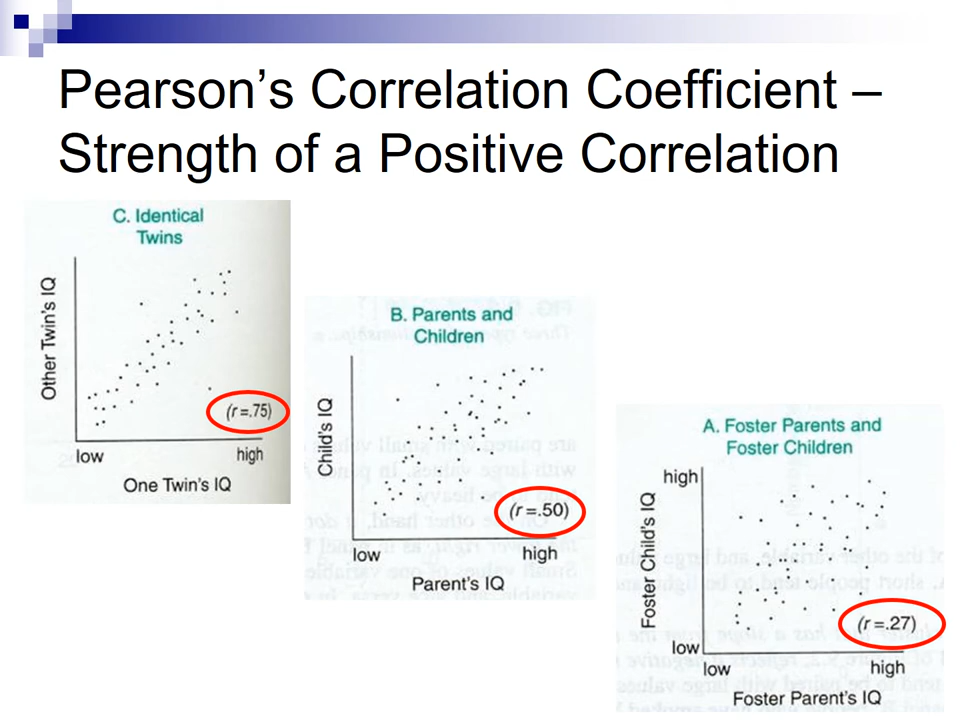 Pearson’s Correlation Coefficient –
Strength of a Positive Correlation
C. Identical
Twins
Other Twin's IQ
(r =.75)
low
high
One Twin's IQ
B. Parents and
Children
Child's IQ
(r =.50)
low
high
Parent's IQ
A. Foster Parents and
Foster Children
high
Foster Child's IQ
(r =.27)
low
low
high
Foster Parent's IQ